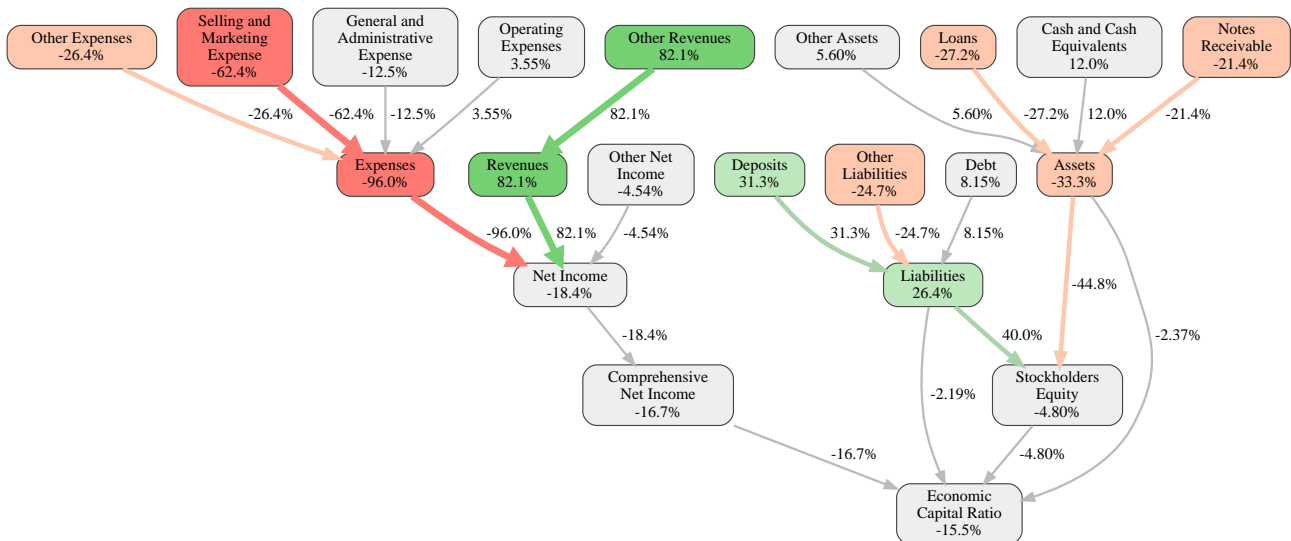 Other Expenses
-26.4%
Selling and
Marketing
Expense
-62.4%
General and
Administrative
Expense
-12.5%
Operating
Expenses
3.55%
Other Revenues
82.1%
Other Assets
5.60%
Loans
-27.2%
Cash and Cash
Equivalents
12.0%
Notes
Receivable
-21.4%
-26.4%
-62.4%
-12.5%
3.55%
82.1%
5.60%
-27.2%
12.0%
-21.4%
Expenses
-96.0%
Revenues
82.1%
Other Net
Income
-4.54%
Deposits
31.3%
Other
Liabilities
-24.7%
Debt
8.15%
Assets
-33.3%
-96.0%
82.1%
-4.54%
31.3%
-24.7%
8.15%
Net Income
-18.4%
Liabilities
26.4%
-44.8%
-18.4%
40.0%
-2.37%
Comprehensive
Net Income
-16.7%
-2.19%
Stockholders
Equity
-4.80%
-16.7%
-4.80%
Economic
Capital Ratio
-15.5%